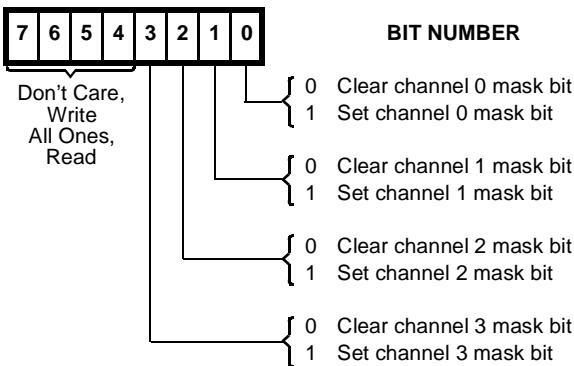 7 6 5 4 3 2 1 0
BIT NUMBER
Don't Care,
Write
All Ones,
Read
0 Clear channel 0 mask bit
1 Set channel 0 mask bit
0 Clear channel 1 mask bit
1 Set channel 1 mask bit
0 Clear channel 2 mask bit
1 Set channel 2 mask bit
0 Clear channel 3 mask bit
1 Set channel 3 mask bit